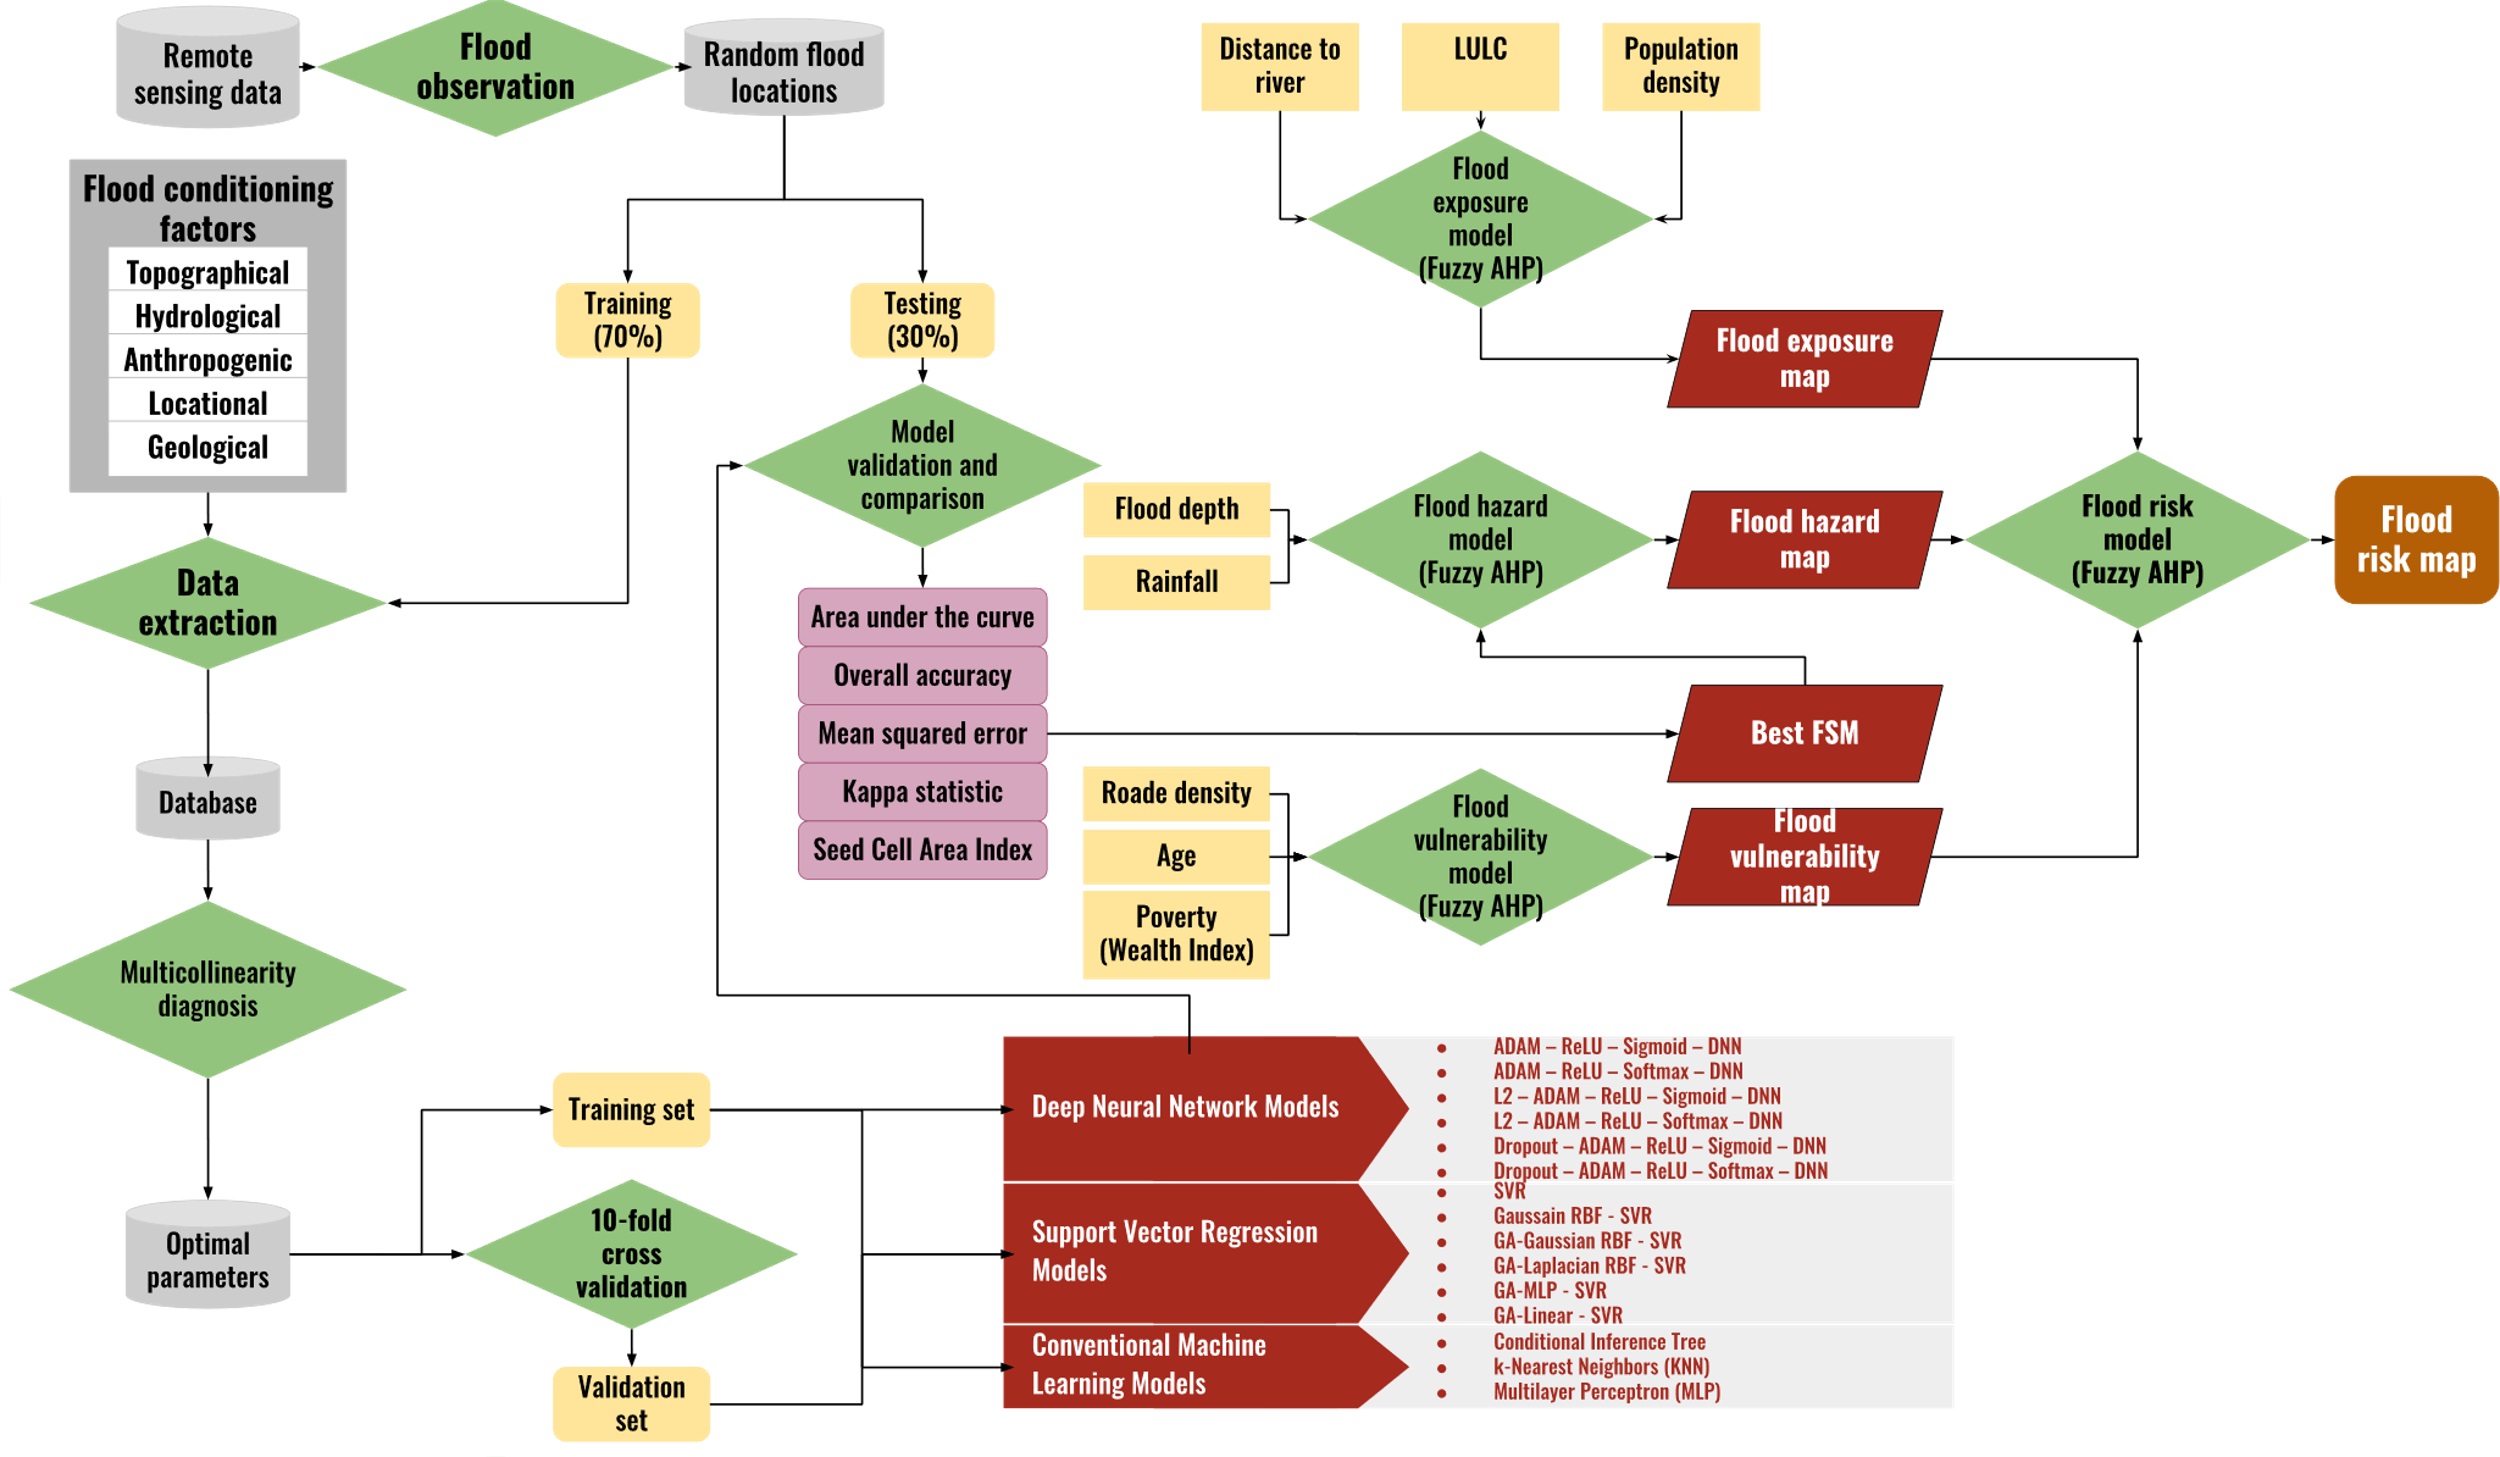 Remote
sensing data
Flood
observation
Random flood
locations
Flood conditioning
factors
Topographical
Hydrological
Anthropogenic
Locational
Geological
Training
(70%)
Testing
(30%)
Data
extraction
Model
validation and
comparison
Area under the curve
Overall accuracy
Mean squared error
Kappa statistic
Seed Cell Area Index
Database
Multicollinearity
diagnosis
Optimal
parameters
Training set
10-fold
cross
validation
Validation
set
Distance to
river
LULC
Population
density
Flood
exposure
model
(Fuzzy AHP)
Flood exposure
map
Flood depth
Rainfall
Flood hazard
model
(Fuzzy AHP)
Flood hazard
map
Flood risk
model
(Fuzzy AHP)
Flood
risk map
Best FSM
Roade density
Age
Poverty
(Wealth Index)
Flood
vulnerability
model
(Fuzzy AHP)
Flood
vulnerability
map
Deep Neural Network Models
ADAM – ReLU – Sigmoid – DNN
ADAM – ReLU – Softmax – DNN
L2 – ADAM – ReLU – Sigmoid – DNN
L2 – ADAM – ReLU – Softmax – DNN
Dropout – ADAM – ReLU – Sigmoid – DNN
Dropout – ADAM – ReLU – Softmax – DNN
Support Vector Regression
Models
SVR
Gaussain RBF - SVR
GA-Gaussian RBF - SVR
GA-Laplacian RBF - SVR
GA-MLP - SVR
GA-Linear - SVR
Conventional Machine
Learning Models
Conditional Inference Tree
k-Nearest Neighbors (KNN)
Multilayer Perceptron (MLP)